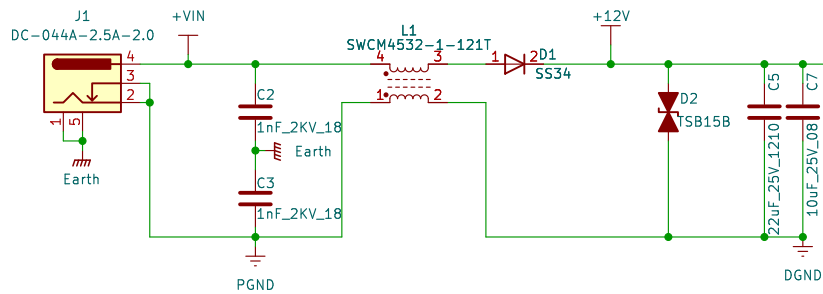 J1
DC-044A-2.5A-2.0
4
3
2
1
5
Earth
+VIN
C2
1nF_2KV_18
Earth
C3
1nF_2KV_18
PGND
L1
SWCM4532-1-121T
4
3
1
2
1
2
D1
SS34
+12V
D2
TSB15B
C5
22uF_25V_1210
C7
10uF_25V_08
DGND